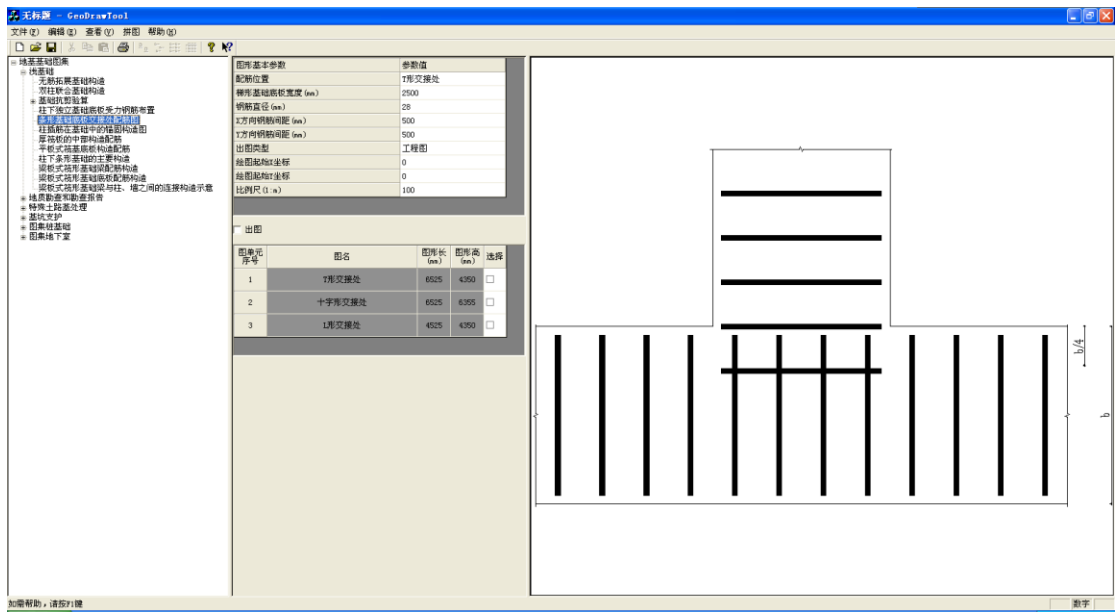 无标题 - GeoDrawTool
文件(F) 编辑(E) 查看(V) 拼图 帮助(H)
地基基础图集
浅基础
无筋拓展基础构造
双柱联合基础构造
基础抗剪验算
柱下独立基础底板受力钢筋布置
条形基础底板交接处配筋图
柱插筋在基础中的锚固构造图
厚筏板的中部构造配筋
平板式筏基底板构造配筋
柱下条形基础的主要构造
梁板式筏形基础梁配筋构造
梁板式筏形基础底板配筋构造
梁板式筏形基础梁与柱、墙之间的连接构造示意
地质勘查和勘查报告
特殊土路基处理
基坑支护
图集桩基础
图集地下室
图形基本参数 参数值
配筋位置 T形交接处
梯形基础底板宽度(mm) 2500
钢筋直径(mm) 28
X方向钢筋间距(mm) 500
Y方向钢筋间距(mm) 500
出图类型 工程图
绘图起始X坐标 0
绘图起始Y坐标 0
比例尺(1:n) 100
出图
图单元序号 图名 图形长(mm) 图形高(mm) 选择
1 T形交接处 6525 4350
2 十字形交接处 6525 6355
3 L形交接处 4525 4350
b/4
b
如需帮助，请按F1键
数字